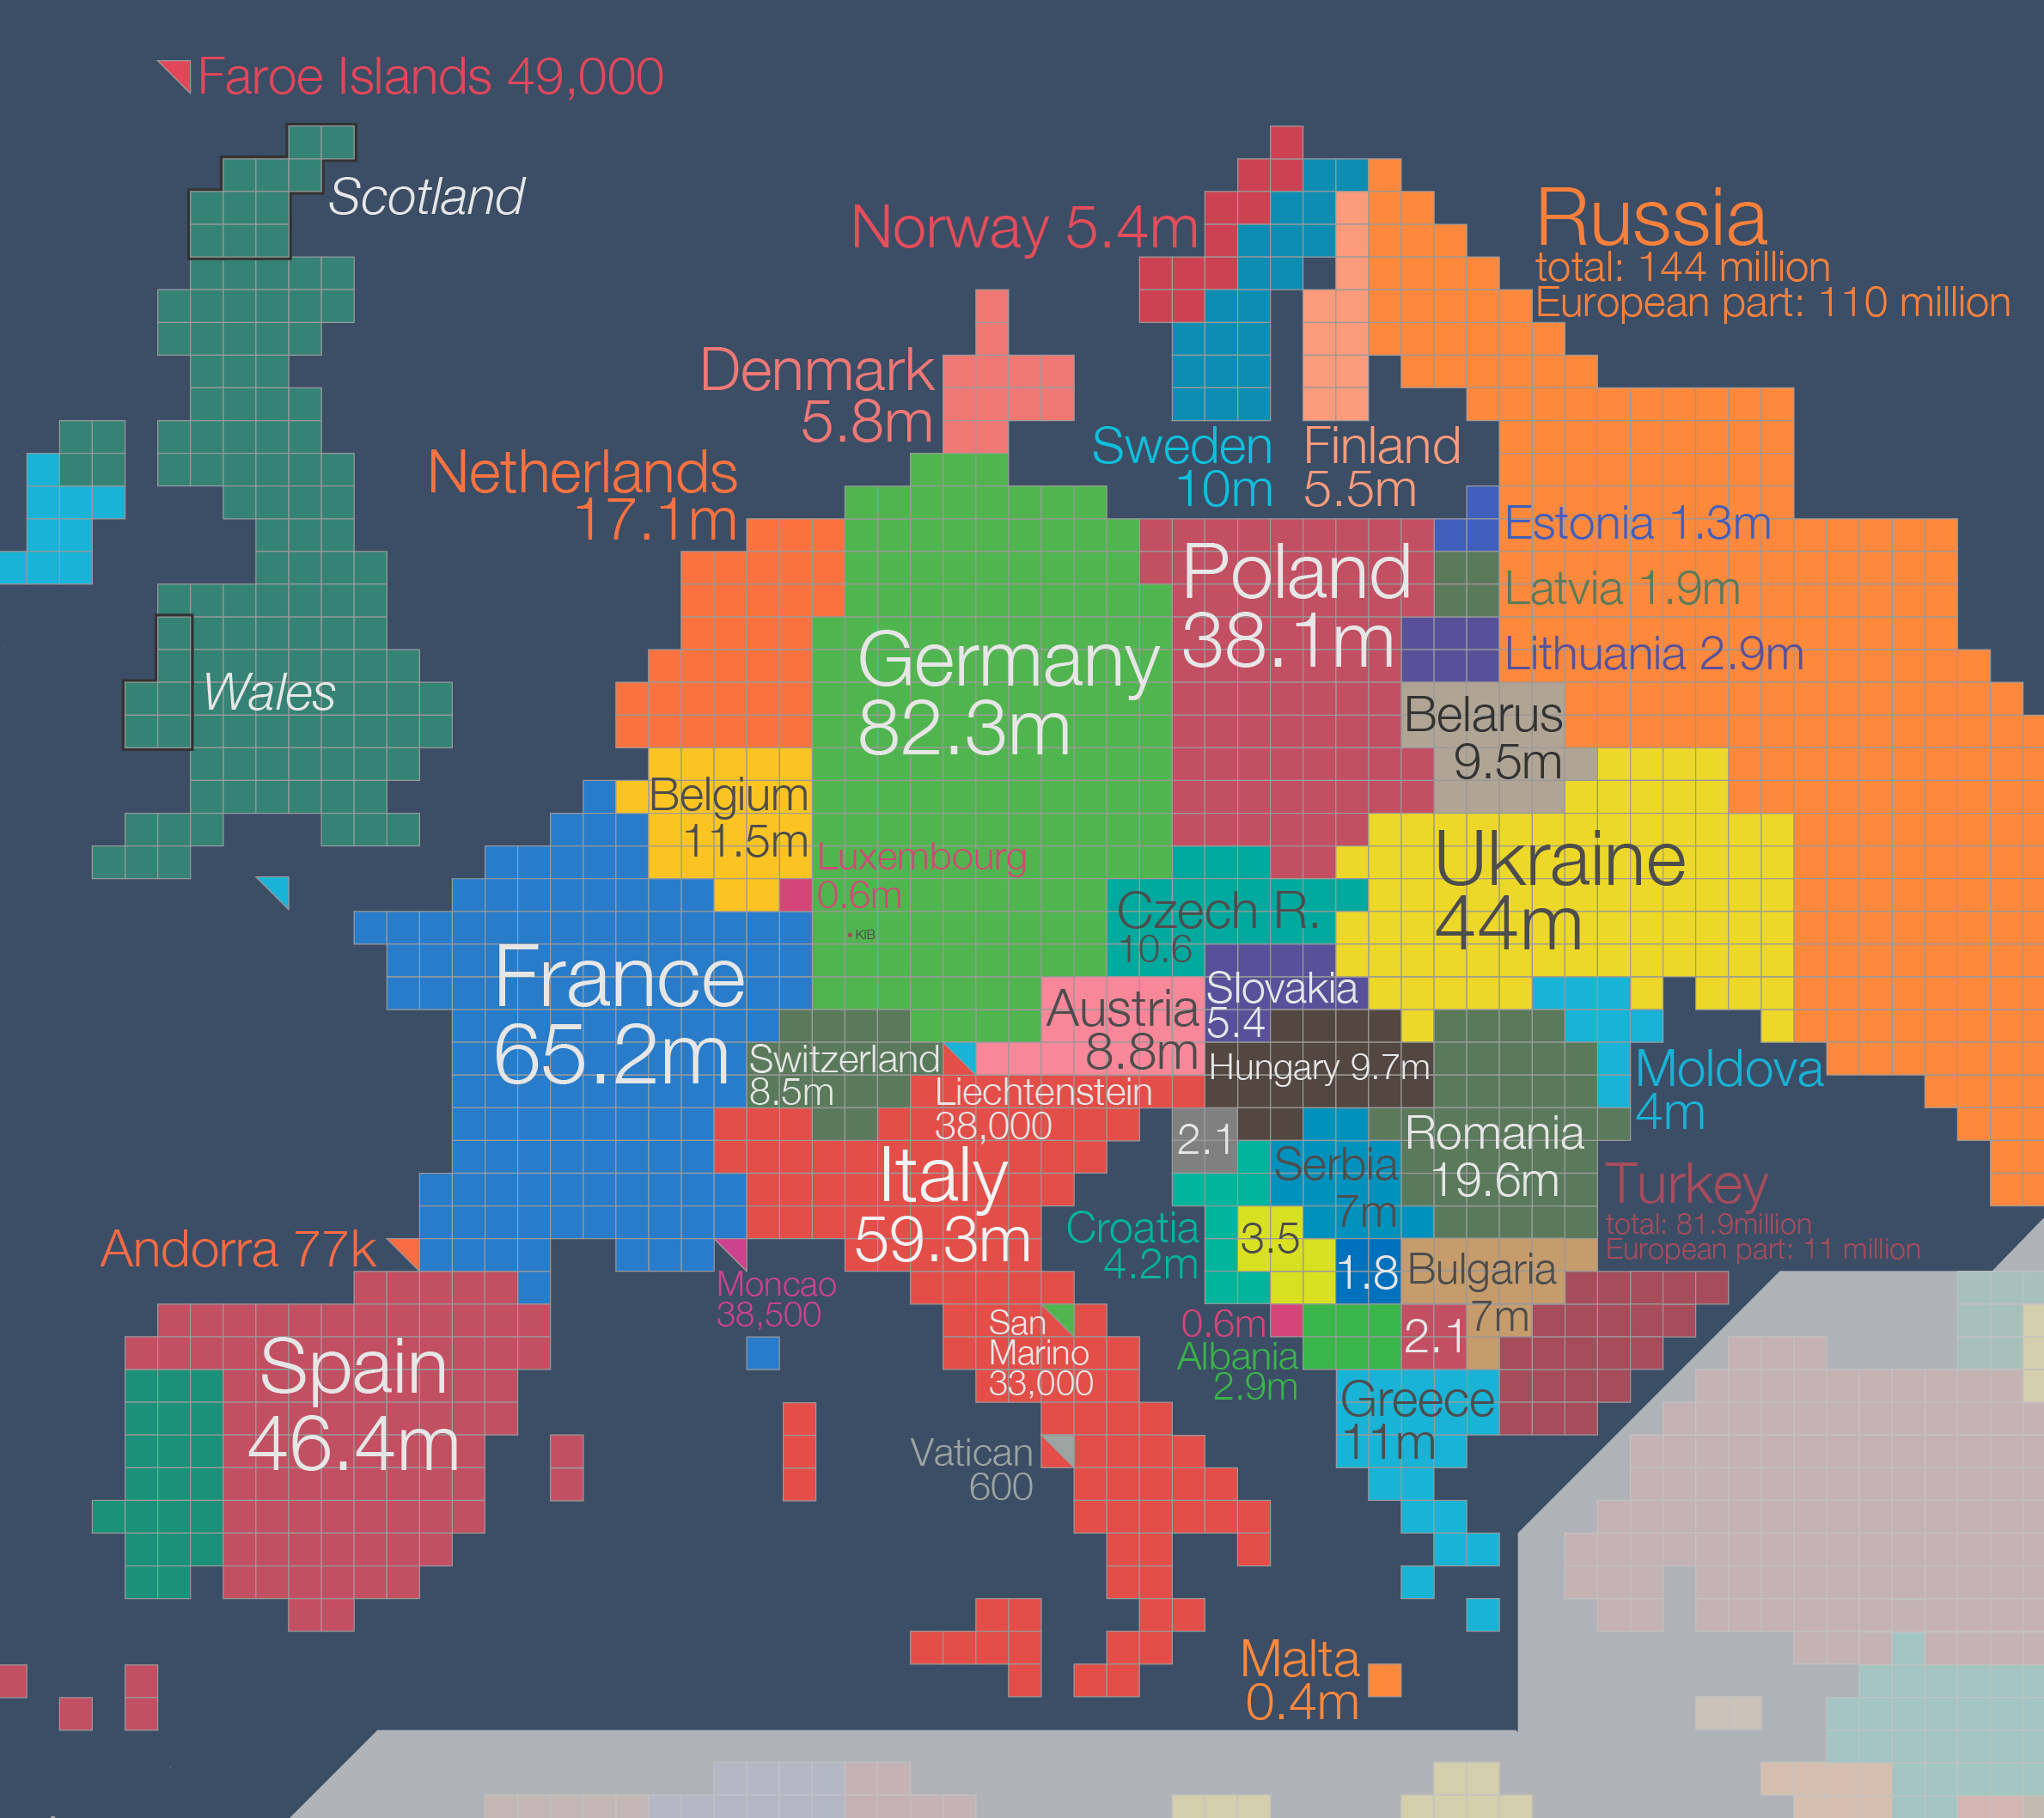 Faroe Islands 49,000
Scotland
Norway 5.4m
Russia
total: 144 million
European part: 110 million
Denmark
5.8m
Sweden
10m
Finland
5.5m
Netherlands
17.1m
Estonia 1.3m
Poland
38.1m
Latvia 1.9m
Lithuania 2.9m
Germany
82.3m
Wales
Belarus
9.5m
Belgium
11.5m
Luxembourg
0.6m
Ukraine
44m
Czech R.
10.6
KIB
France
65.2m
Slovakia
5.4
Austria
8.8m
Switzerland
8.5m
Hungary 9.7m
Moldova
4m
Liechtenstein
38,000
2.1
Romania
19.6m
Serbia
7m
Italy
59.3m
Turkey
total: 81.9million
European part: 11 million
Croatia
4.2m
3.5
Andorra 77k
1.8
Bulgaria
7m
Moncao
38,500
San
Marino
33,000
0.6m
2.1
Albania
2.9m
Spain
46.4m
Greece
11m
Vatican
600
Malta
0.4m